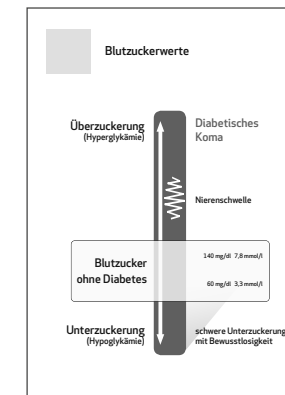 Blutzuckerwerte
Überzuckerung
(Hyperglykämie)
Diabetisches
Koma
Nierenschwelle
Blutzucker
ohne Diabetes
140 mg/dl 7,8 mmol/l
60 mg/dl 3,3 mmol/l
Unterzuckerung
(Hypoglykämie)
schwere Unterzuckerung
mit Bewusstlosigkeit